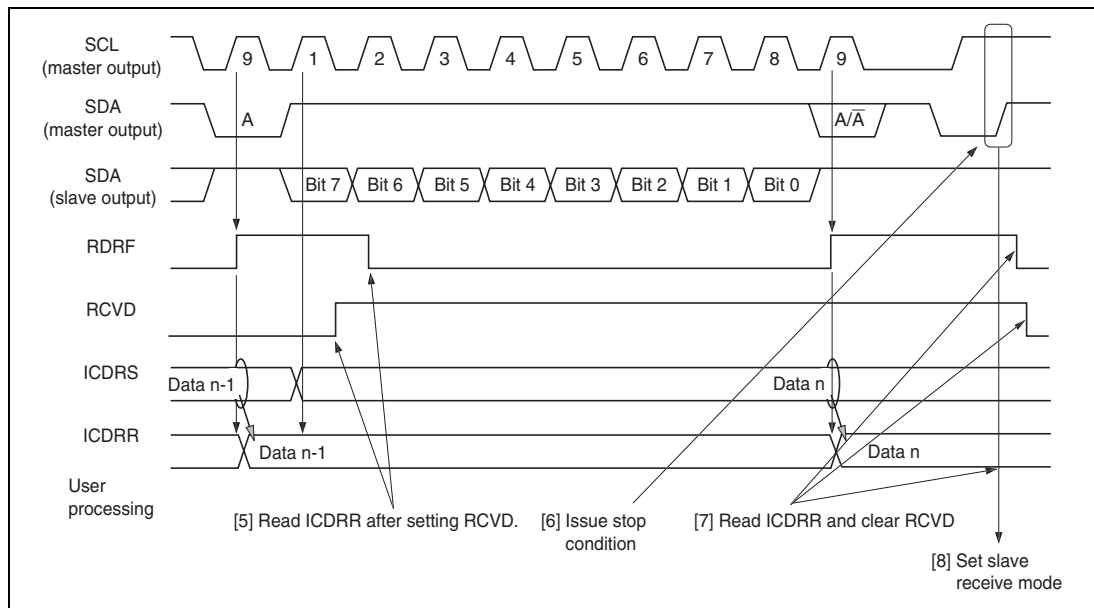 SCL
(master output)
9 1 2 3 4 5 6 7 8 9
SDA
(master output)
A A/A̅
SDA
(slave output)
Bit 7 Bit 6 Bit 5 Bit 4 Bit 3 Bit 2 Bit 1 Bit 0
RDRF
RCVD
ICDRS
Data n-1 Data n
ICDRR
Data n-1 Data n
User
processing
[5] Read ICDRR after setting RCVD.
[6] Issue stop
condition
[7] Read ICDRR and clear RCVD
[8] Set slave
receive mode